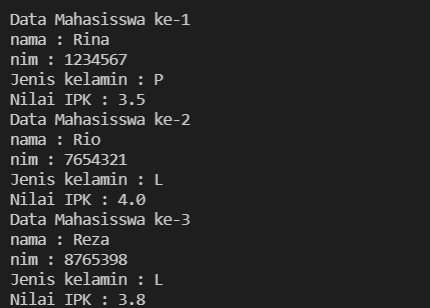 Data Mahasisswa ke-1
nama : Rina
nim : 1234567
Jenis kelamin : P
Nilai IPK : 3.5
Data Mahasisswa ke-2
nama : Rio
nim : 7654321
Jenis kelamin : L
Nilai IPK : 4.0
Data Mahasisswa ke-3
nama : Reza
nim : 8765398
Jenis kelamin : L
Nilai IPK : 3.8